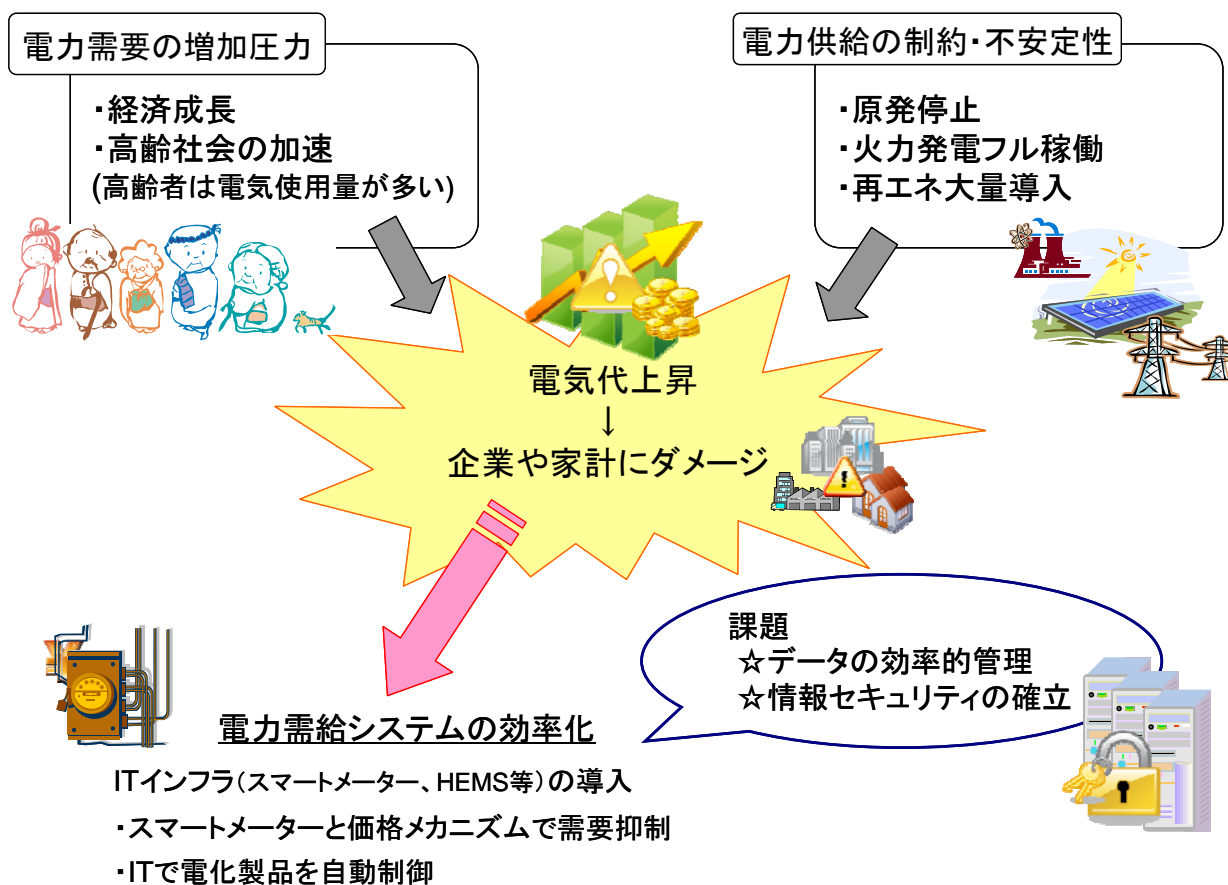 電力需要の増加圧力
・経済成長
・高齢社会の加速
(高齢者は電気使用量が多い)
電力供給の制約・不安定性
・原発停止
・火力発電フル稼働
・再エネ大量導入
電気代上昇
↓
企業や家計にダメージ
課題
☆データの効率的管理
☆情報セキュリティの確立
電力需給システムの効率化
ITインフラ(スマートメーター、HEMS等)の導入
・スマートメーターと価格メカニズムで需要抑制
・ITで電化製品を自動制御